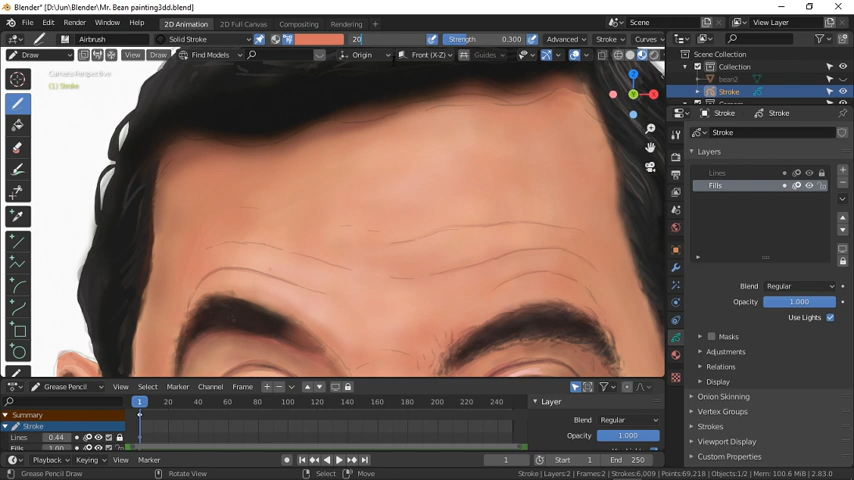 Blender* [D:\Jun\Blender\Mr. Bean painting3dd.blend]
File Edit Render Window Help 2D Animation 2D Full Canvas Compositing Rendering Scene View Layer
Airbrush Solid Stroke 20 Strength 0.300 Advanced Stroke Curves
Draw View Draw Find Models Origin Front (X-Z) Guides
Camera Perspective
(1) Stroke
Scene Collection
Collection
bean2
Stroke
Stroke Stroke
Stroke
Layers
Lines
Fills
Blend Regular
Opacity 1.000
Use Lights
Masks
Adjustments
Relations
Display
Onion Skinning
Vertex Groups
Strokes
Viewport Display
Custom Properties
Grease Pencil View Select Marker Channel Frame Filters
1 20 40 60 80 100 120 140 160 180 200 220 240
Summary
Stroke
Lines 0.44
Fills 1.00
Layer
Blend Regular
Opacity 1.000
Playback Keying View Marker 1 Start 1 End 250
Grease Pencil Draw Rotate View Select Move Stroke | Layers:2 | Frames:2 | Strokes:6,009 | Points:69,218 | Objects:1/2 | Mem: 100.6 MiB | 2.83.0